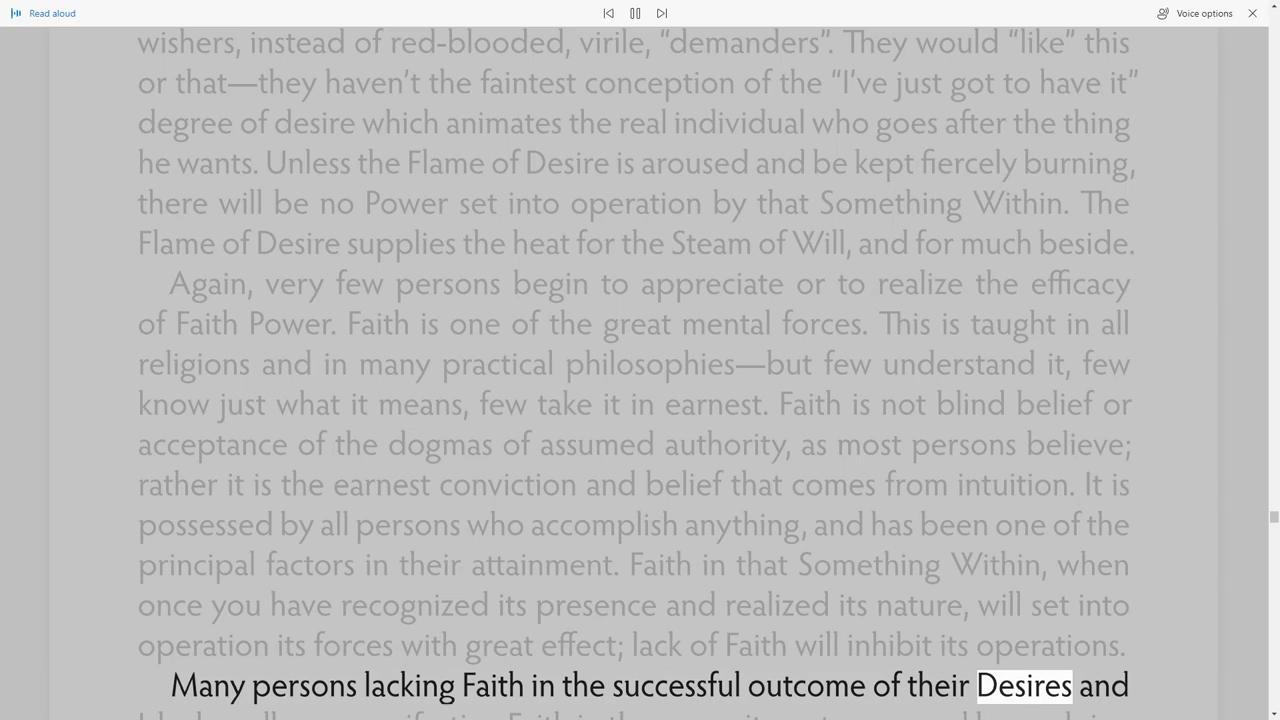 Read aloud
Voice options
wishers, instead of red-blooded, virile, “demanders”. They would “like” this
or that—they haven’t the faintest conception of the “I’ve just got to have it”
degree of desire which animates the real individual who goes after the thing
he wants. Unless the Flame of Desire is aroused and be kept fiercely burning,
there will be no Power set into operation by that Something Within. The
Flame of Desire supplies the heat for the Steam of Will, and for much beside.
Again, very few persons begin to appreciate or to realize the efficacy
of Faith Power. Faith is one of the great mental forces. This is taught in all
religions and in many practical philosophies—but few understand it, few
know just what it means, few take it in earnest. Faith is not blind belief or
acceptance of the dogmas of assumed authority, as most persons believe;
rather it is the earnest conviction and belief that comes from intuition. It is
possessed by all persons who accomplish anything, and has been one of the
principal factors in their attainment. Faith in that Something Within, when
once you have recognized its presence and realized its nature, will set into
operation its forces with great effect; lack of Faith will inhibit its operations.
Many persons lacking Faith in the successful outcome of their Desires and